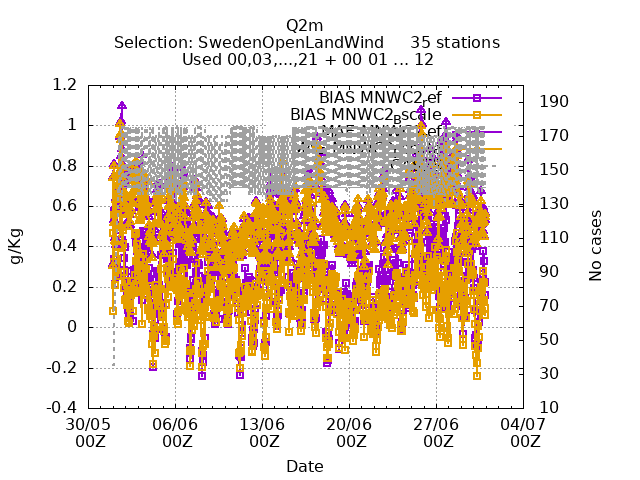 Q2m
Selection: SwedenOpenLandWind 35 stations
Used 00,03,...,21 + 00 01 ... 12
BIAS MNWC2_ref
BIAS MNWC2_Bscale
1.2
1
0.8
0.6
0.4
0.2
0
-0.2
-0.4
190
170
150
130
110
90
70
50
30
10
g/Kg
No cases
30/05 06/06 13/06 20/06 27/06 04/07
00Z 00Z 00Z 00Z 00Z 00Z
Date